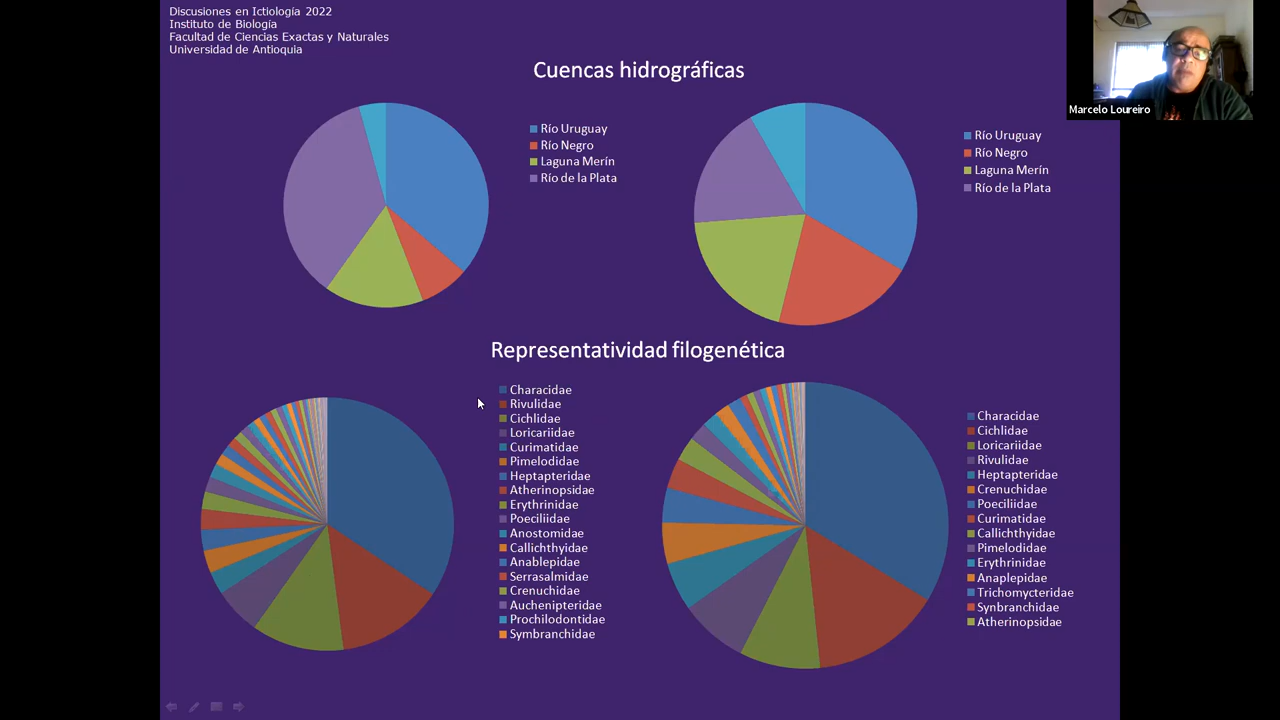 Discusiones en Ictiología 2022
Instituto de Biología
Facultad de Ciencias Exactas y Naturales
Universidad de Antioquia
Marcelo Loureiro
Cuencas hidrográficas
Río Uruguay
Río Negro
Laguna Merín
Río de la Plata
Río Uruguay
Río Negro
Laguna Merín
Río de la Plata
Representatividad filogenética
Characidae
Rivulidae
Cichlidae
Loricariidae
Curimatidae
Pimelodidae
Heptapteridae
Atherinopsidae
Erythrinidae
Poeciliidae
Anostomidae
Callichthyidae
Anablepidae
Serrasalmidae
Crenuchidae
Auchenipteridae
Prochilodontidae
Symbranchidae
Characidae
Cichlidae
Loricariidae
Rivulidae
Heptapteridae
Crenuchidae
Poeciliidae
Curimatidae
Callichthyidae
Pimelodidae
Erythrinidae
Anaplepidae
Trichomycteridae
Synbranchidae
Atherinopsidae